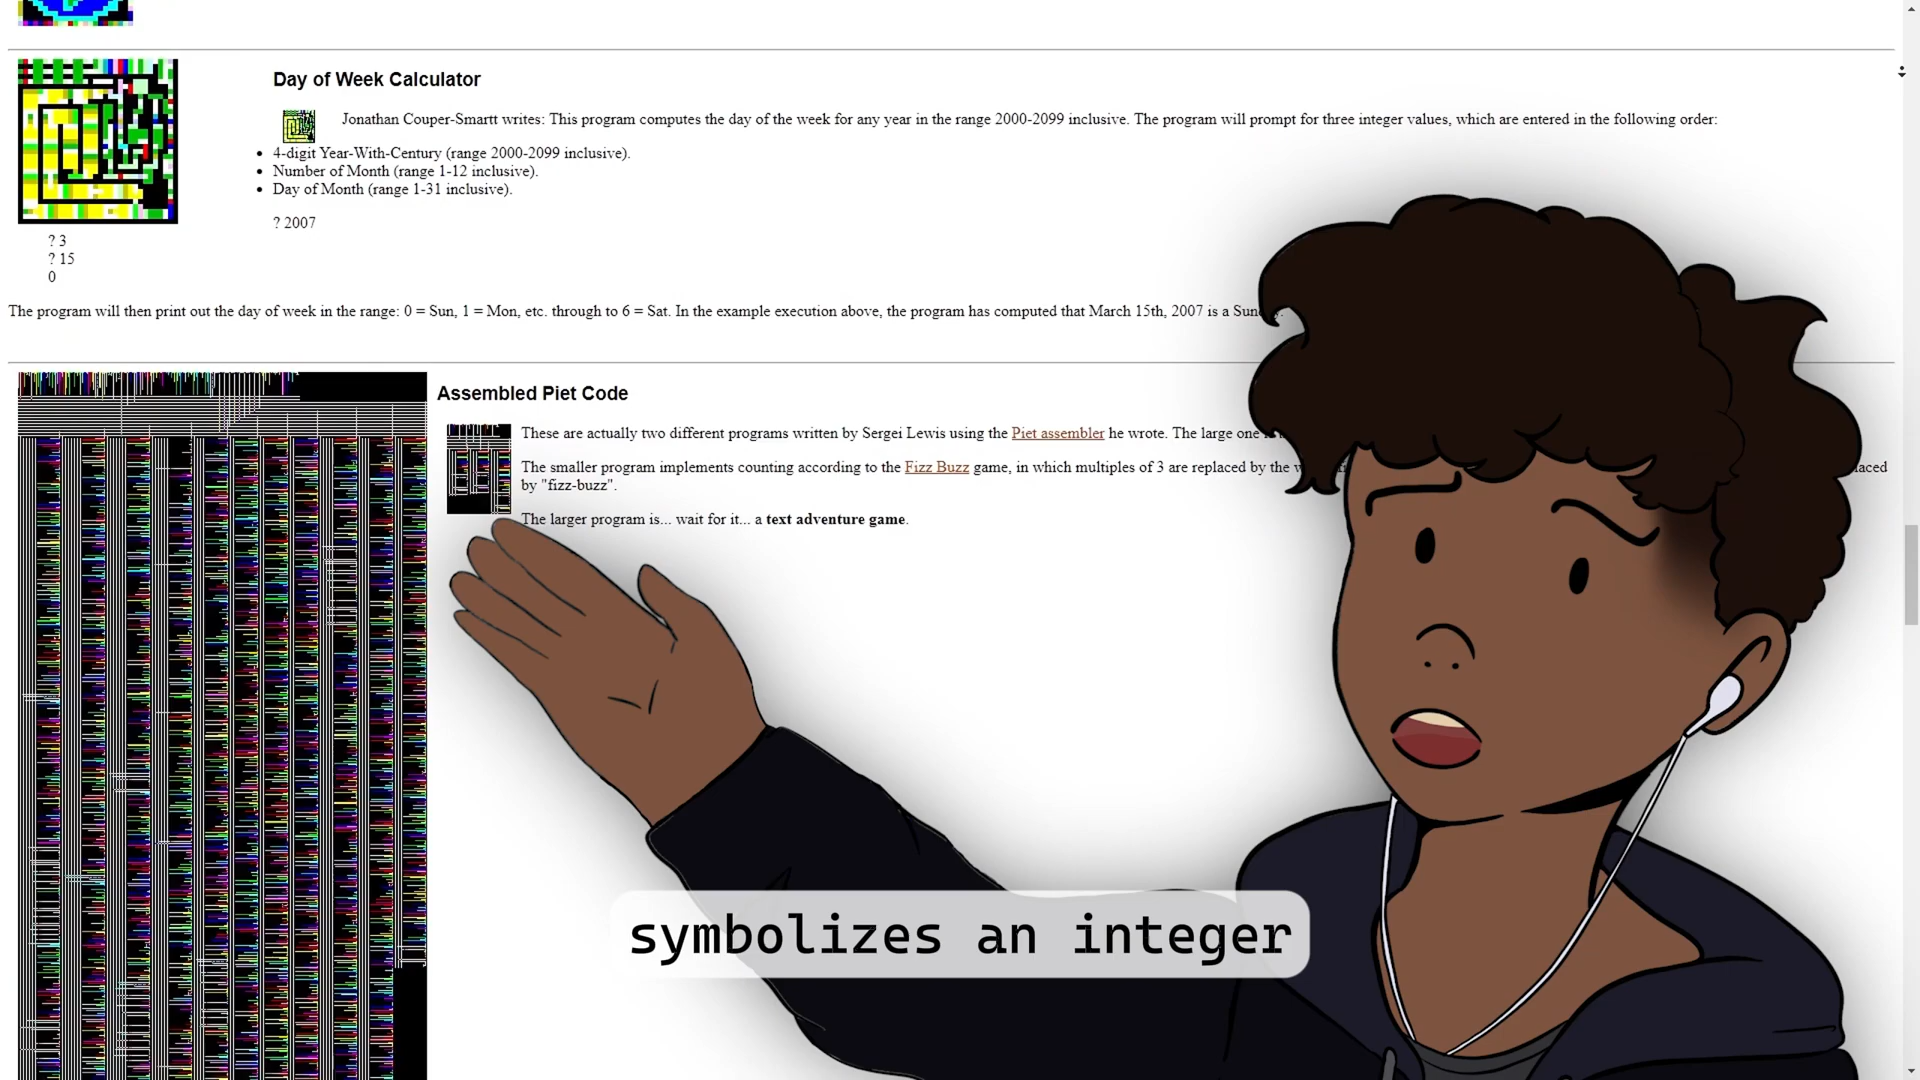 Day of Week Calculator
Jonathan Couper-Smartt writes: This program computes the day of the week for any year in the range 2000-2099 inclusive. The program will prompt for three integer values, which are entered in the following order:
• 4-digit Year-With-Century (range 2000-2099 inclusive).
• Number of Month (range 1-12 inclusive).
• Day of Month (range 1-31 inclusive).
? 2007
? 3
? 15
0
The program will then print out the day of week in the range: 0 = Sun, 1 = Mon, etc. through to 6 = Sat. In the example execution above, the program has computed that March 15th, 2007 is a
Assembled Piet Code
These are actually two different programs written by Sergei Lewis using the Piet assembler he wrote. The large one
The smaller program implements counting according to the Fizz Buzz game, in which multiples of 3 are replaced by the
by "fizz-buzz".
The larger program is... wait for it... a text adventure game.
symbolizes an integer